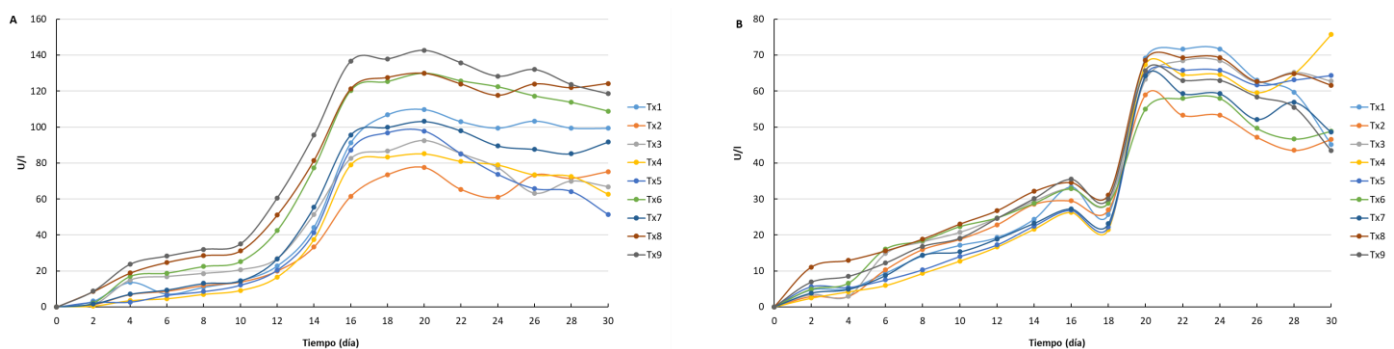 A
160
140
120
100
80
60
40
20
0
U/l
0 2 4 6 8 10 12 14 16 18 20 22 24 26 28 30
Tiempo (día)
Tx1
Tx2
Tx3
Tx4
Tx5
Tx6
Tx7
Tx8
Tx9
B
80
70
60
50
40
30
20
10
0
U/l
0 2 4 6 8 10 12 14 16 18 20 22 24 26 28 30
Tiempo (día)
Tx1
Tx2
Tx3
Tx4
Tx5
Tx6
Tx7
Tx8
Tx9